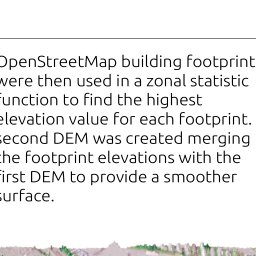 OpenStreetMap building footprint
were then used in a zonal statistic
function to find the highest
elevation value for each footprint.
second DEM was created merging
the footprint elevations with the
first DEM to provide a smoother
surface.